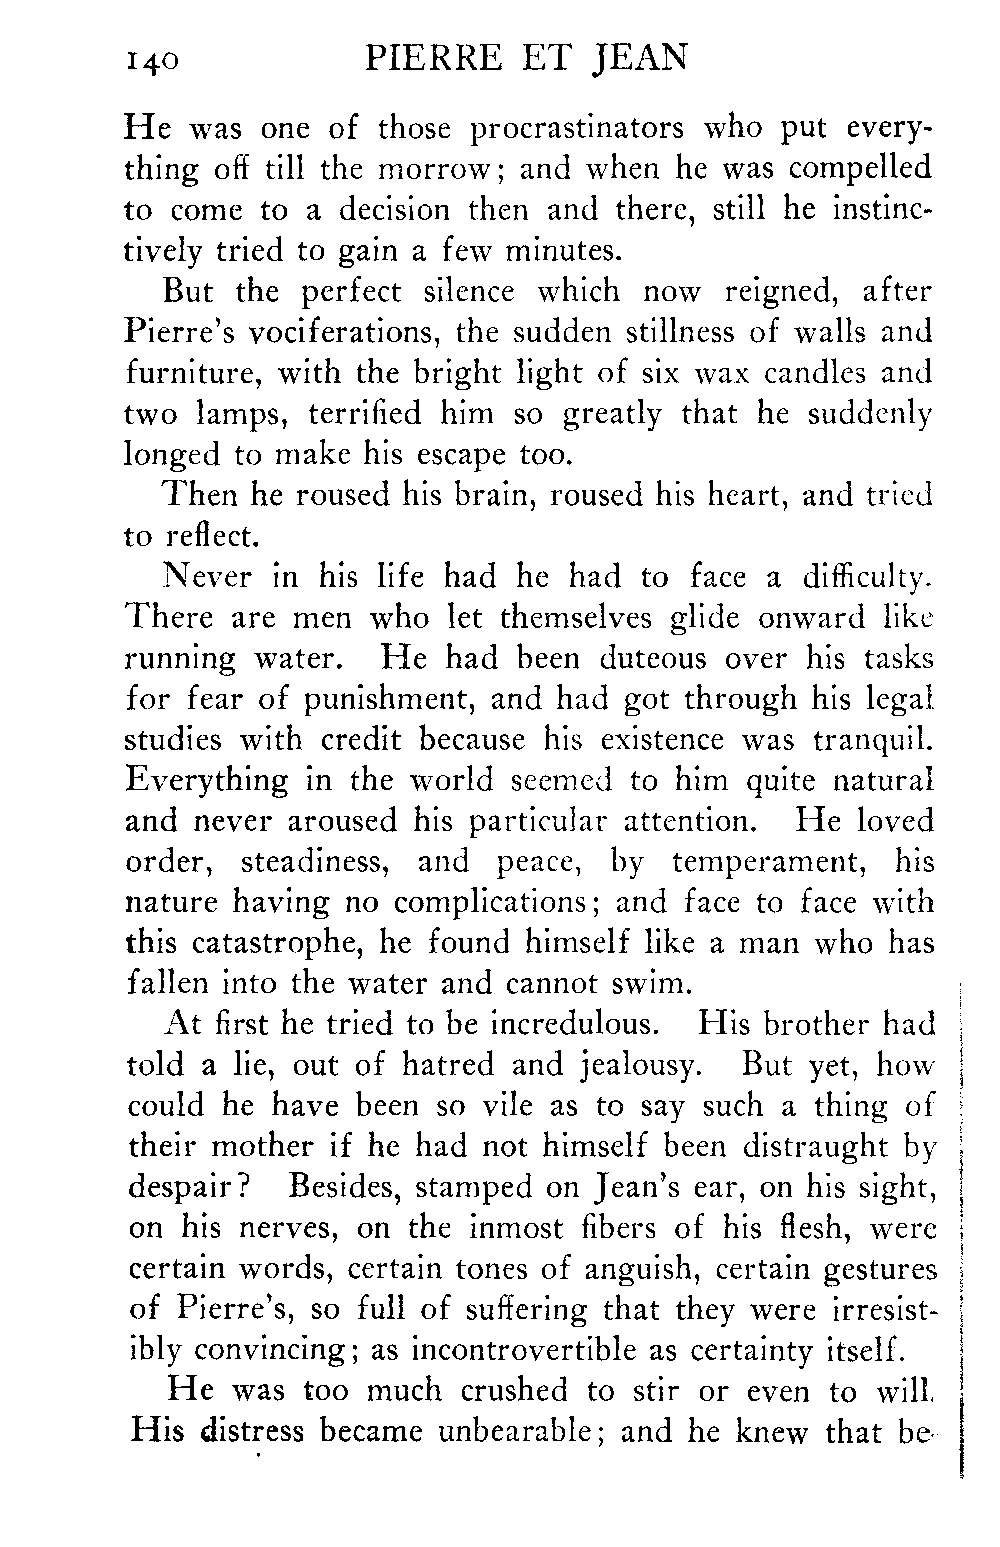 140 PIERRE ET JEAN
He was one of those procrastinators who put every-
thing off till the morrow; and when he was compelled
to come to a decision then and there, still he instinc-
tively tried to gain a few minutes.
But the perfect silence which now reigned, after
Pierre's vociferations, the sudden stillness of walls and
furniture, with the bright light of six wax candles and
two lamps, terrified him so greatly that he suddenly
longed to make his escape too.
Then he roused his brain, roused his heart, and tried
to reflect.
Never in his life had he had to face a difficulty.
There are men who let themselves glide onward like
running water. He had been duteous over his tasks
for fear of punishment, and had got through his legal
studies with credit because his existence was tranquil.
Everything in the world seemed to him quite natural
and never aroused his particular attention. He loved
order, steadiness, and peace, by temperament, his
nature having no complications; and face to face with
this catastrophe, he found himself like a man who has
fallen into the water and cannot swim.
At first he tried to be incredulous. His brother had
told a lie, out of hatred and jealousy. But yet, how
could he have been so vile as to say such a thing of
their mother if he had not himself been distraught by
despair? Besides, stamped on Jean's ear, on his sight,
on his nerves, on the inmost fibers of his flesh, were
certain words, certain tones of anguish, certain gestures
of Pierre's, so full of suffering that they were irresist-
ibly convincing; as incontrovertible as certainty itself.
He was too much crushed to stir or even to will.
His distress became unbearable; and he knew that be-